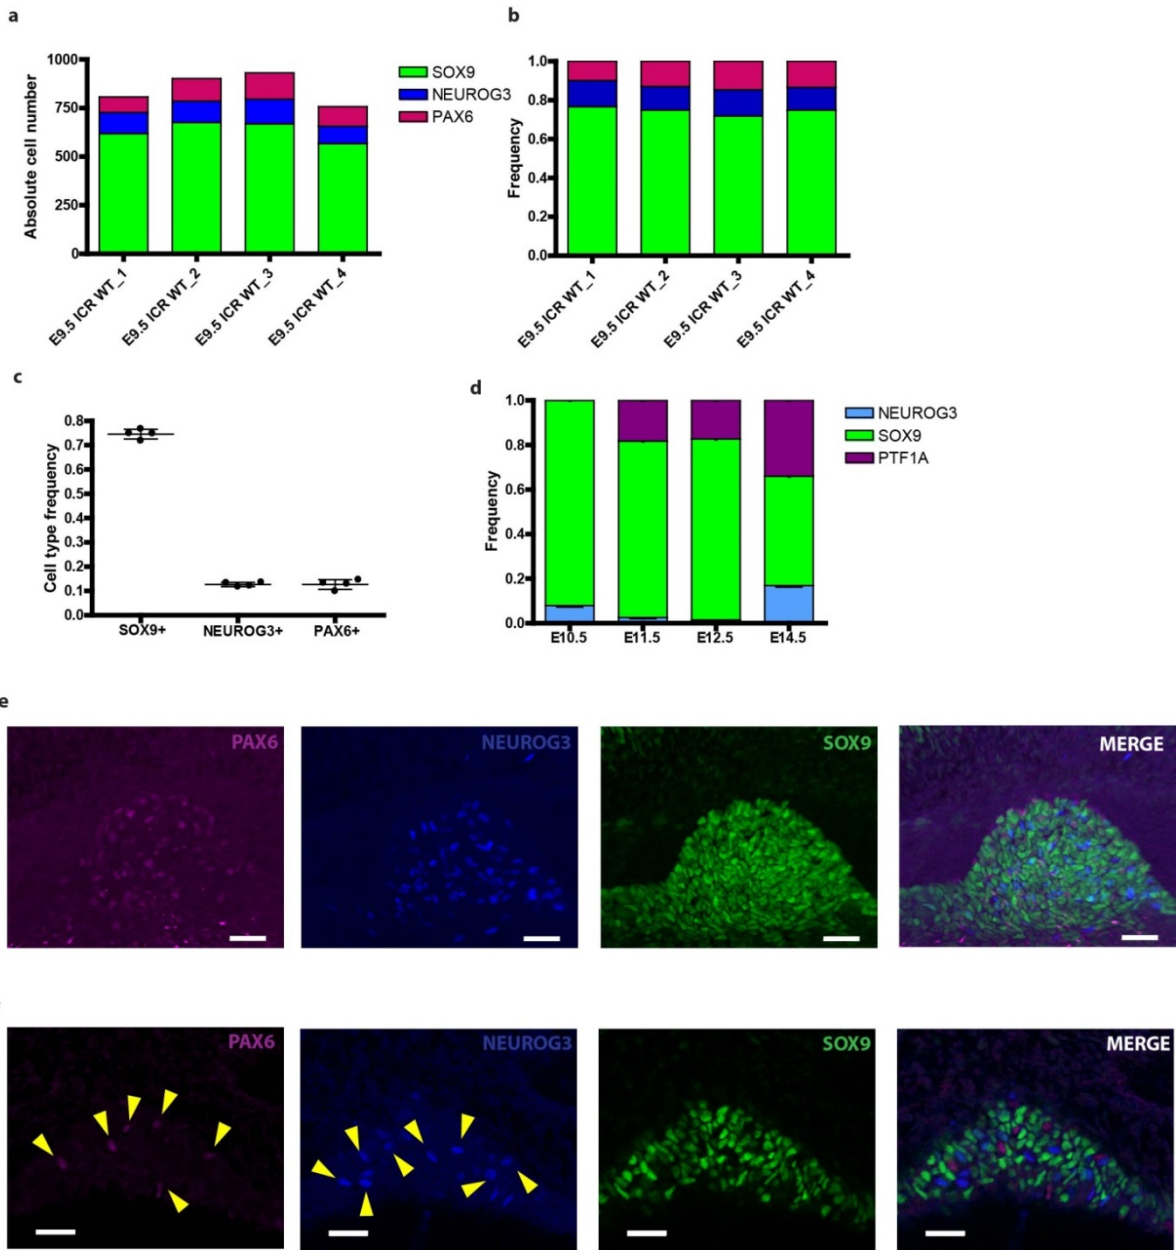 a
1000
750
500
250
0
Absolute cell number
SOX9
NEUROG3
PAX6
E9.5 ICR WT_1
E9.5 ICR WT_2
E9.5 ICR WT_3
E9.5 ICR WT_4
b
1.0
0.8
0.6
0.4
0.2
0.0
Frequency
E9.5 ICR WT_1
E9.5 ICR WT_2
E9.5 ICR WT_3
E9.5 ICR WT_4
c
0.8
0.7
0.6
0.5
0.4
0.3
0.2
0.1
0.0
Cell type frequency
SOX9+ NEUROG3+ PAX6+
d
1.0
0.8
0.6
0.4
0.2
0.0
Frequency
NEUROG3
SOX9
PTF1A
E10.5 E11.5 E12.5 E14.5
e
PAX6 NEUROG3 SOX9 MERGE
PAX6 NEUROG3 SOX9 MERGE